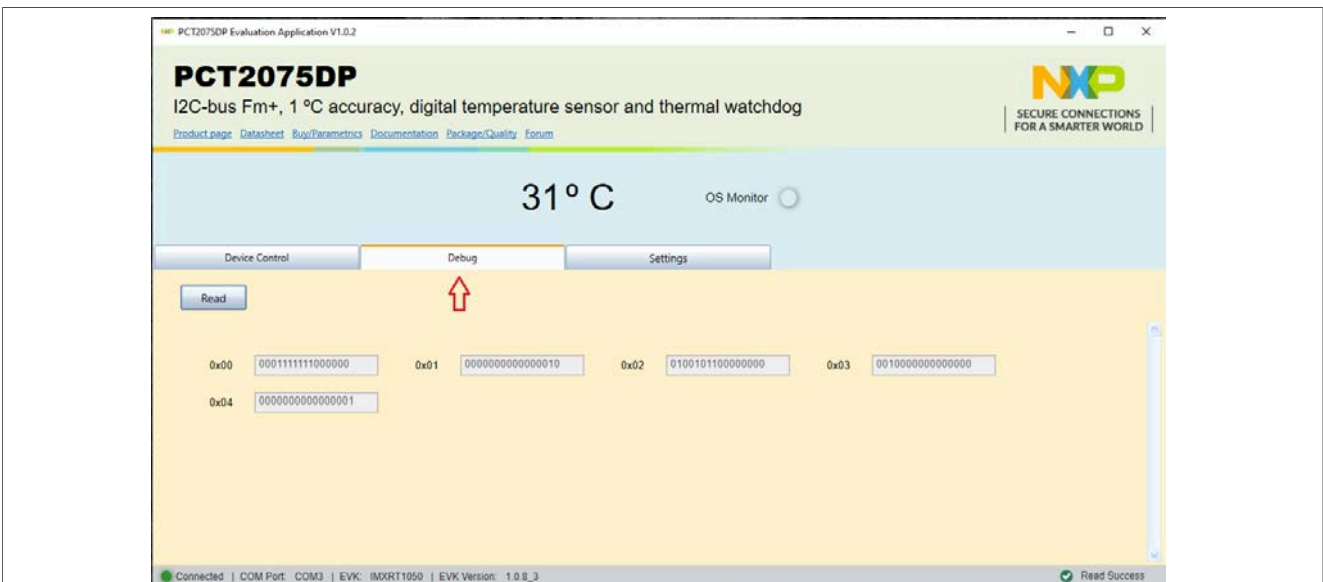 PCT2075DP Evaluation Application V1.0.2
PCT2075DP
I2C-bus Fm+, 1 ºC accuracy, digital temperature sensor and thermal watchdog
Product page Datasheet Buy/Parametrics Documentation Package/Quality Forum
NXP
SECURE CONNECTIONS
FOR A SMARTER WORLD
31º C OS Monitor
Device Control Debug Settings
Read
0x00 0001111111000000 0x01 0000000000000010 0x02 0100101100000000 0x03 0010000000000000
0x04 0000000000000001
Connected | COM Port: COM3 | EVK: IMXRT1050 | EVK Version: 1.0.8_3 Read Success